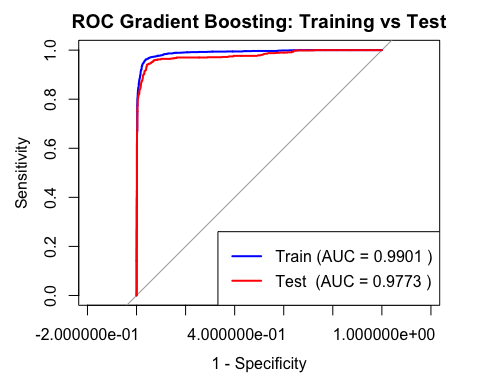 ROC Gradient Boosting: Training vs Test
Sensitivity
1.0
0.8
0.6
0.4
0.2
0.0
Train (AUC = 0.9901 )
Test (AUC = 0.9773 )
-2.000000e-01 4.000000e-01 1.000000e+00
1 - Specificity